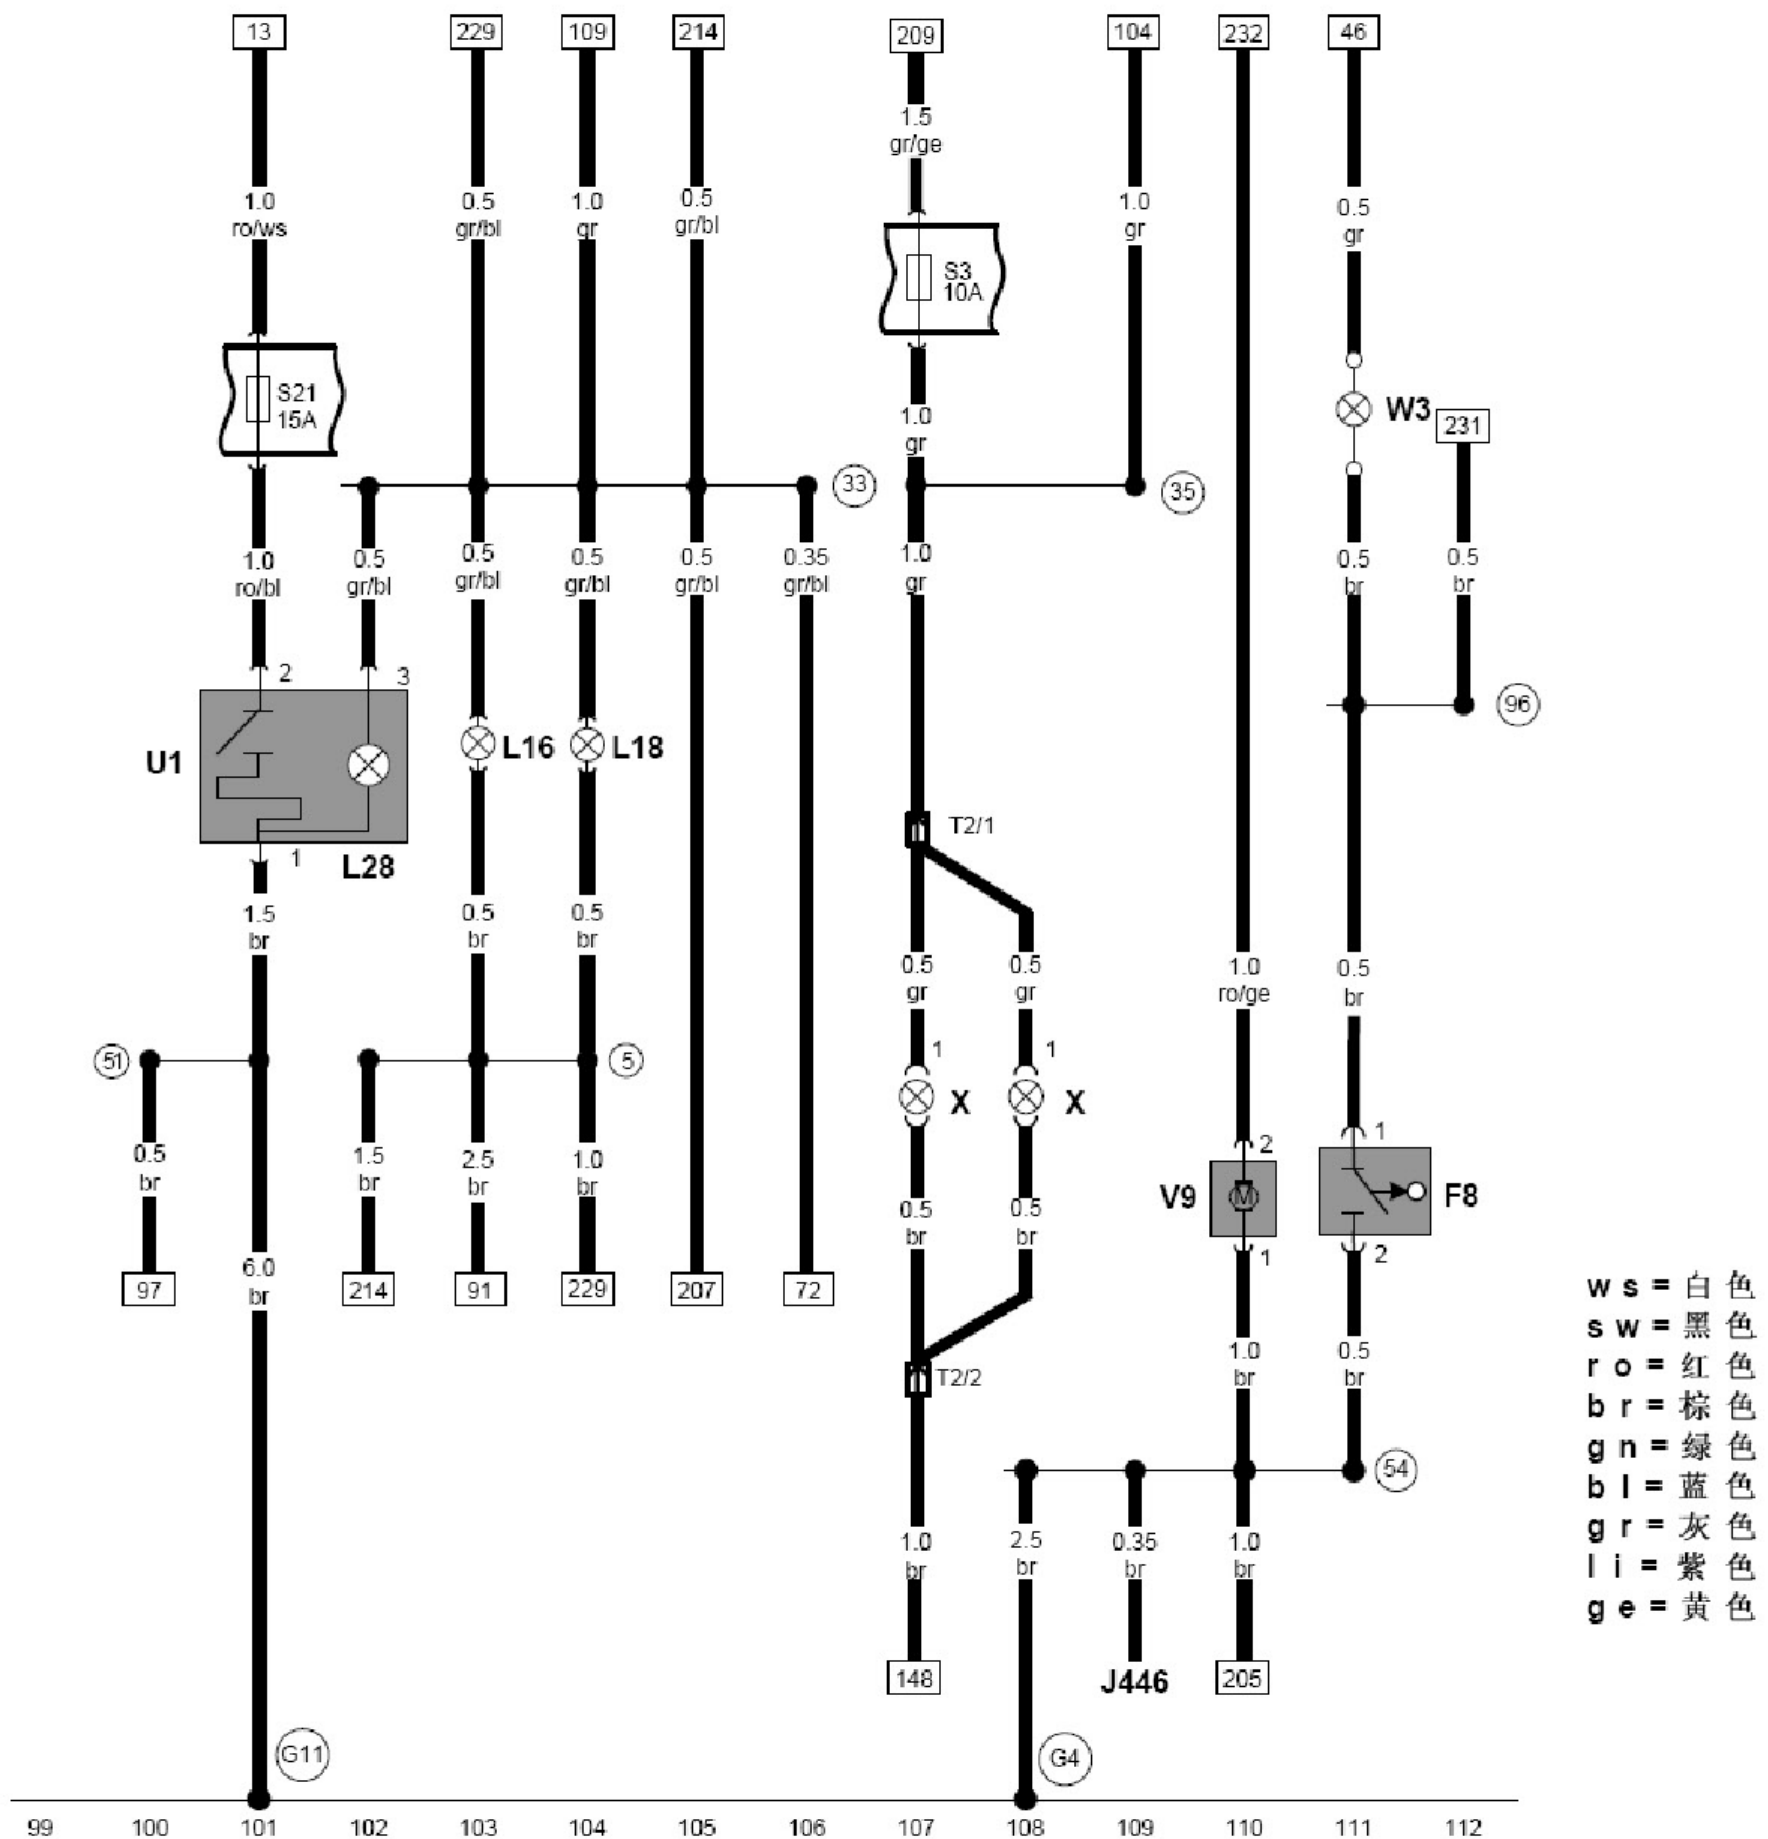 13 229 109 214 209 104 232 46
1.5
gr/ge
1.0 0.5 1.0 0.5 1.0 0.5
ro/ws gr/bl gr gr/bl gr gr
S3
10A
S21
15A
1.0
gr
W3
231
33
35
1.0 0.5 0.5 0.5 0.5 0.35 1.0 0.5 0.5
ro/bl gr/bl gr/bl gr/bl gr/bl gr/bl gr br br
2 3
96
U1
L16 L18
T2/1
1 L28
1.5 0.5 0.5
br br br
0.5 0.5 1.0 0.5
gr gr ro/ge br
51 5
1 1
X X
2 1
0.5 1.5 2.5 1.0
br br br br
V9 F8
0.5 0.5
br br
1 2
6.0
br
97 214 91 229 207 72
1.0 0.5
br br
T2/2
54
1.0 2.5 0.35 1.0
br br br br
148 J446 205
G11 G4
99 100 101 102 103 104 105 106 107 108 109 110 111 112
ws=白色
sw=黑色
ro=红色
br=棕色
gn=绿色
bl=蓝色
gr=灰色
li=紫色
ge=黄色
M